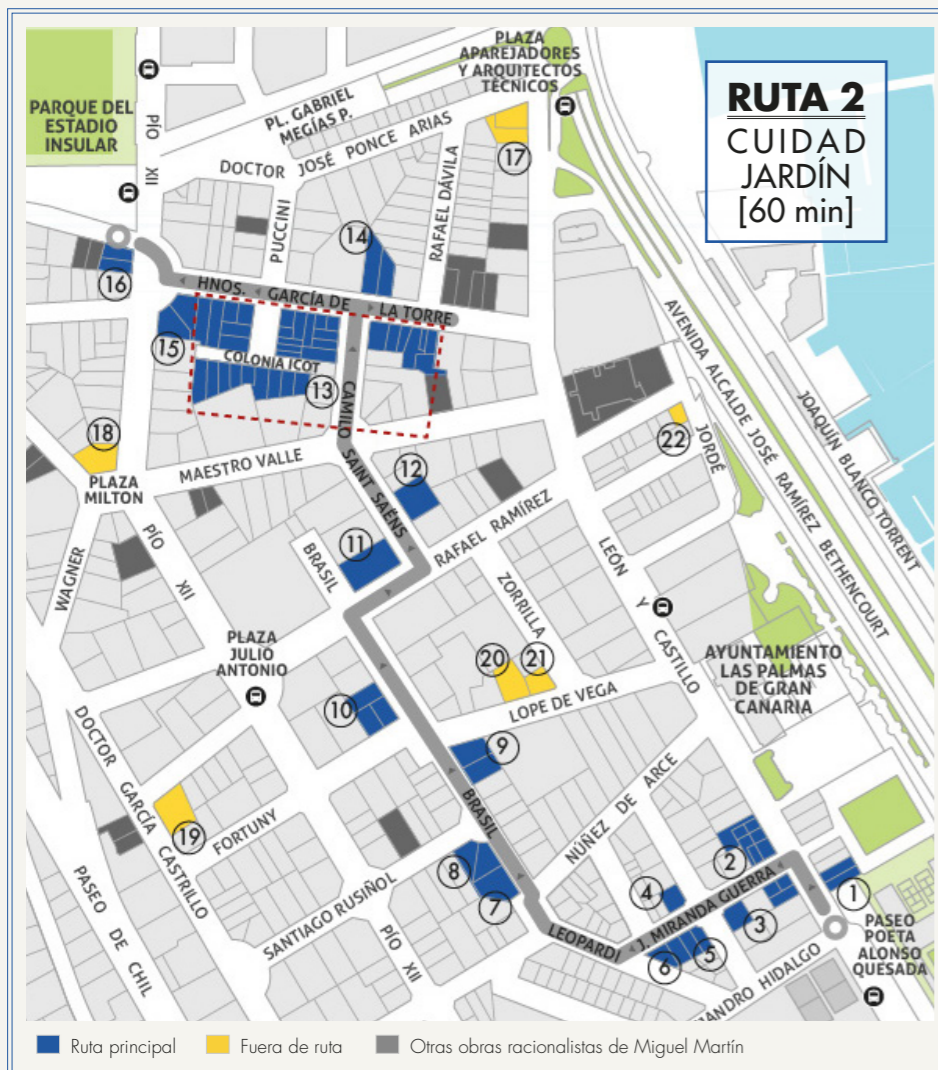 RUTA 2
CUIDAD
JARDÍN
[60 min]
PLAZA
APAREJADORES
Y ARQUITECTOS
TÉCNICOS
PARQUE DEL
ESTADIO
INSULAR
PÍO
XII
PL. GABRIEL
MEGÍAS P.
DOCTOR JOSÉ PONCE ARIAS
17
PUCCINI
RAFAEL DÁVILA
14
16
HNOS. GARCÍA DE LA TORRE
15
COLONIA ICOT
13
CAMILO SAINT SAËNS
18
PLAZA
MILTON
MAESTRO VALLE
12
22
JORDÉ
AVENIDA ALCALDE JOSÉ RAMÍREZ BETHENCOURT
JOAQUÍN BLANCO TORRENT
WAGNER
PÍO
XII
BRASIL
11
RAFAEL RAMÍREZ
ZORRILLA
LEÓN Y CASTILLO
PLAZA
JULIO
ANTONIO
20
21
AYUNTAMIENTO
LAS PALMAS
DE GRAN
CANARIA
10
LOPE DE VEGA
9
DOCTOR GARCÍA CASTRILLO
19
FORTUNY
BRASIL
NÚÑEZ DE ARCE
8
7
4
2
1
SANTIAGO RUSIÑOL
PÍO XII
LEOPARDI
J. MIRANDA GUERRA
3
6
5
PASEO DE CHIL
MANDRO HIDALGO
PASEO
POETA
ALONSO
QUESADA
Ruta principal
Fuera de ruta
Otras obras racionalistas de Miguel Martín